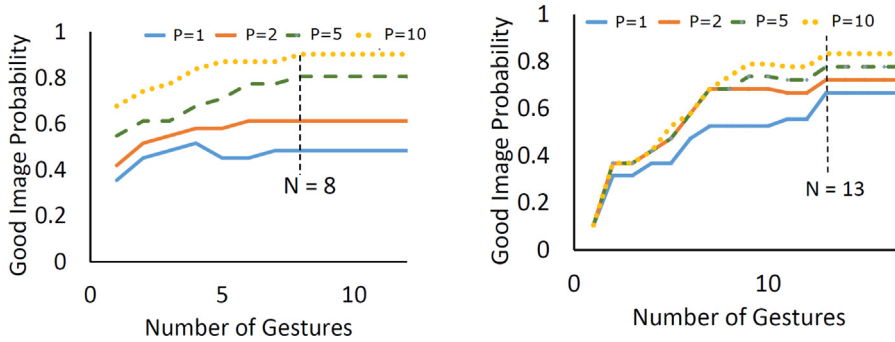 P=1 P=2 P=5 P=10
1
0.8
0.6
0.4
0.2
0
Good Image Probability
N = 8
0 5 10
Number of Gestures
P=1 P=2 P=5 P=10
1
0.8
0.6
0.4
0.2
0
Good Image Probability
N = 13
0 10
Number of Gestures